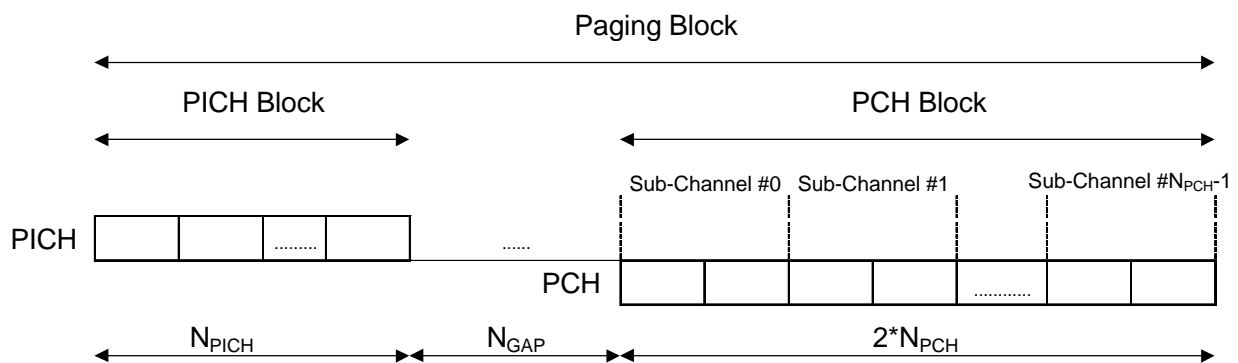 Paging Block
PICH Block PCH Block
Sub-Channel #0 Sub-Channel #1 Sub-Channel #N_PCH-1
PICH ......... ......
PCH ............
N_PICH N_GAP 2*N_PCH